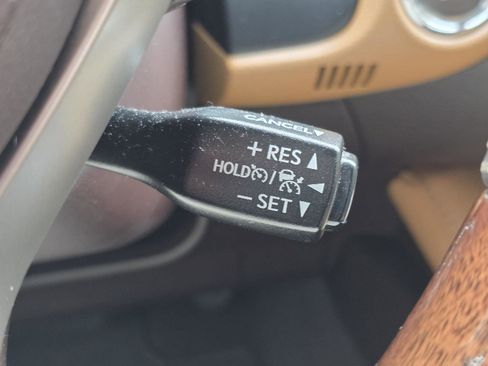 CANCEL▼
+ RES ▲
HOLD / ◄
− SET ▼